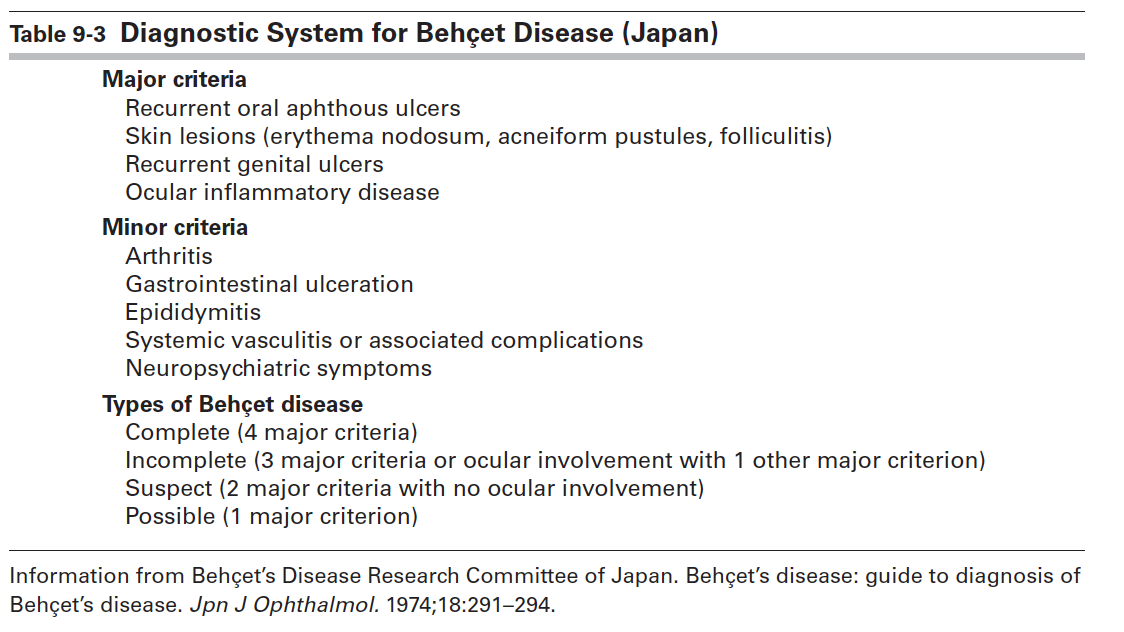 Table 9-3 Diagnostic System for Behçet Disease (Japan)
Major criteria
Recurrent oral aphthous ulcers
Skin lesions (erythema nodosum, acneiform pustules, folliculitis)
Recurrent genital ulcers
Ocular inflammatory disease
Minor criteria
Arthritis
Gastrointestinal ulceration
Epididymitis
Systemic vasculitis or associated complications
Neuropsychiatric symptoms
Types of Behçet disease
Complete (4 major criteria)
Incomplete (3 major criteria or ocular involvement with 1 other major criterion)
Suspect (2 major criteria with no ocular involvement)
Possible (1 major criterion)
Information from Behçet's Disease Research Committee of Japan. Behçet's disease: guide to diagnosis of
Behçet's disease. Jpn J Ophthalmol. 1974;18:291–294.